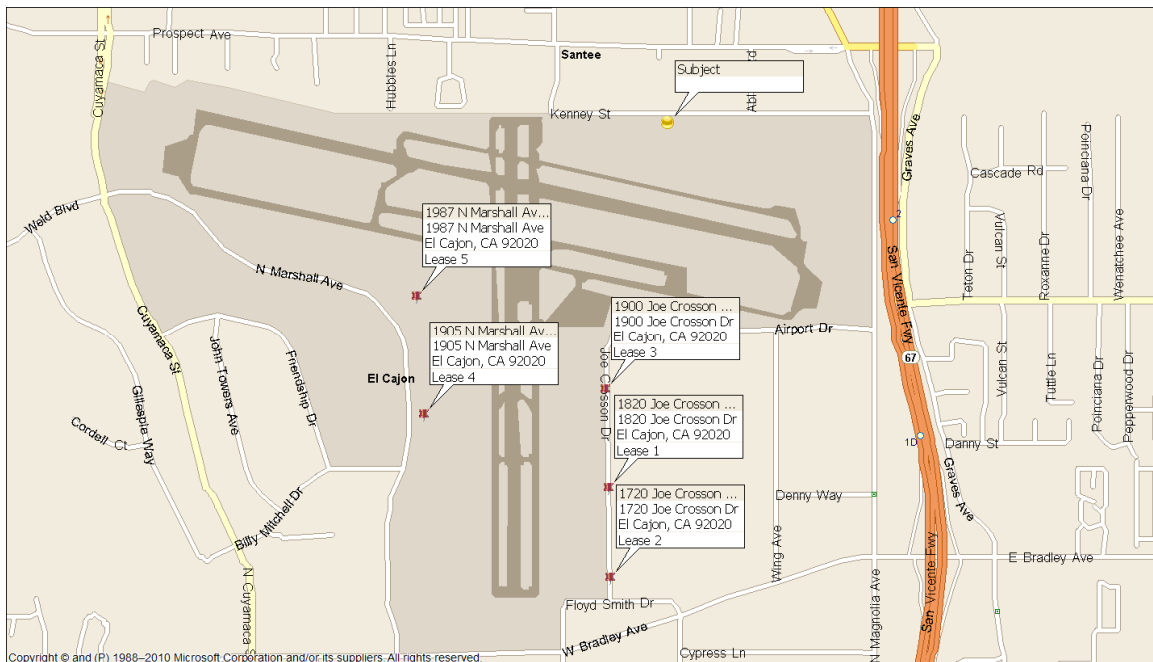 Cuyamaca St
Prospect Ave
Hubbles Ln
Santee
Subject
Kenney St
Graves Ave
Poinciana Dr
Cascade Rd
Weld Blvd
1987 N Marshall Av...
1987 N Marshall Ave
El Cajon, CA 92020
Lease 5
2
Teton Dr
Vulcan St
Roxanne Dr
Wenatchee Ave
N Marshall Ave
San Vicente Fwy
Cuyamaca St
1900 Joe Crosson ...
1900 Joe Crosson Dr
El Cajon, CA 92020
Lease 3
Airport Dr
1905 N Marshall Av...
1905 N Marshall Ave
El Cajon, CA 92020
Lease 4
67
John Towers Ave
Friendship Dr
El Cajon
Joe Crosson Dr
Vulcan St
Tuttle Ln
Poinciana Dr
Pepperwood Dr
Gillespie Way
Cordell Ct
1820 Joe Crosson ...
1820 Joe Crosson Dr
El Cajon, CA 92020
Lease 1
1D
Danny St
1720 Joe Crosson ...
1720 Joe Crosson Dr
El Cajon, CA 92020
Lease 2
Denny Way
Graves Ave
Billy Mitchell Dr
Wing Ave
E Bradley Ave
N Cuyamaca S
Floyd Smith Dr
W Bradley Ave
Cypress Ln
N Magnolia Ave
San Vicente Fwy
Copyright © and (P) 1988–2010 Microsoft Corporation and/or its suppliers. All rights reserved.